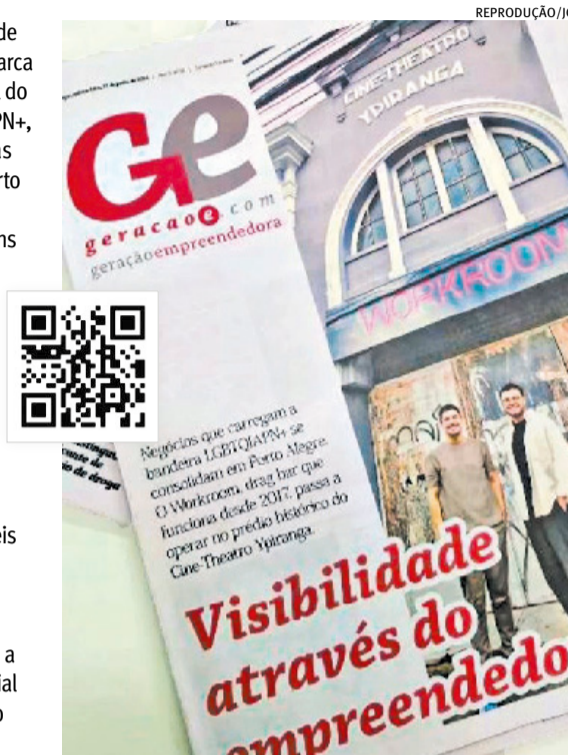 REPRODUÇÃO/J
de
arca
do
PN+,
as
rto
ns
eis
a
ial
o
Ge
geracaoe.com
geraçãoempreendedora
CINE-THEATRO
YPIRANGA
WORKROOM
Negócios que carregam a
bandeira LGBTQIAPN+ se
consolidam em Porto Alegre.
O Workroom, drag bar que
funciona desde 2017, passa a
operar no prédio histórico do
Cine-Theatro Ypiranga.
de droga
Visibilidade
através do
empreendedo